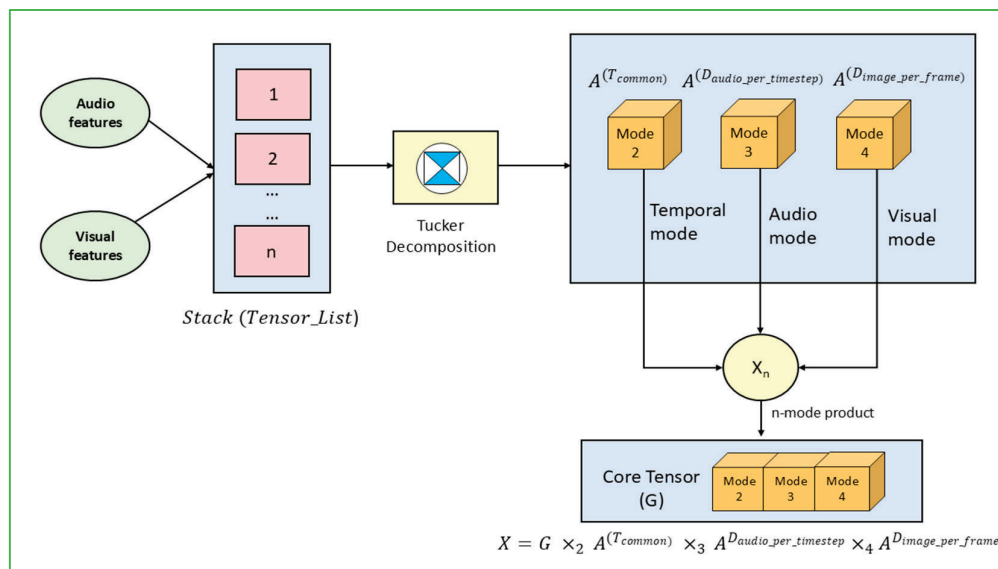 Audio
features
Visual
features
1
2
...
...
n
Stack (Tensor_List)
Tucker
Decomposition
A^(T_common)
A^(D_audio_per_timestep)
A^(D_image_per_frame)
Mode
2
Mode
3
Mode
4
Temporal
mode
Audio
mode
Visual
mode
X_n
n-mode product
Core Tensor
(G)
Mode
2
Mode
3
Mode
4
X = G ×_2 A^(T_common) ×_3 A^D_audio_per_timestep ×_4 A^D_image_per_frame